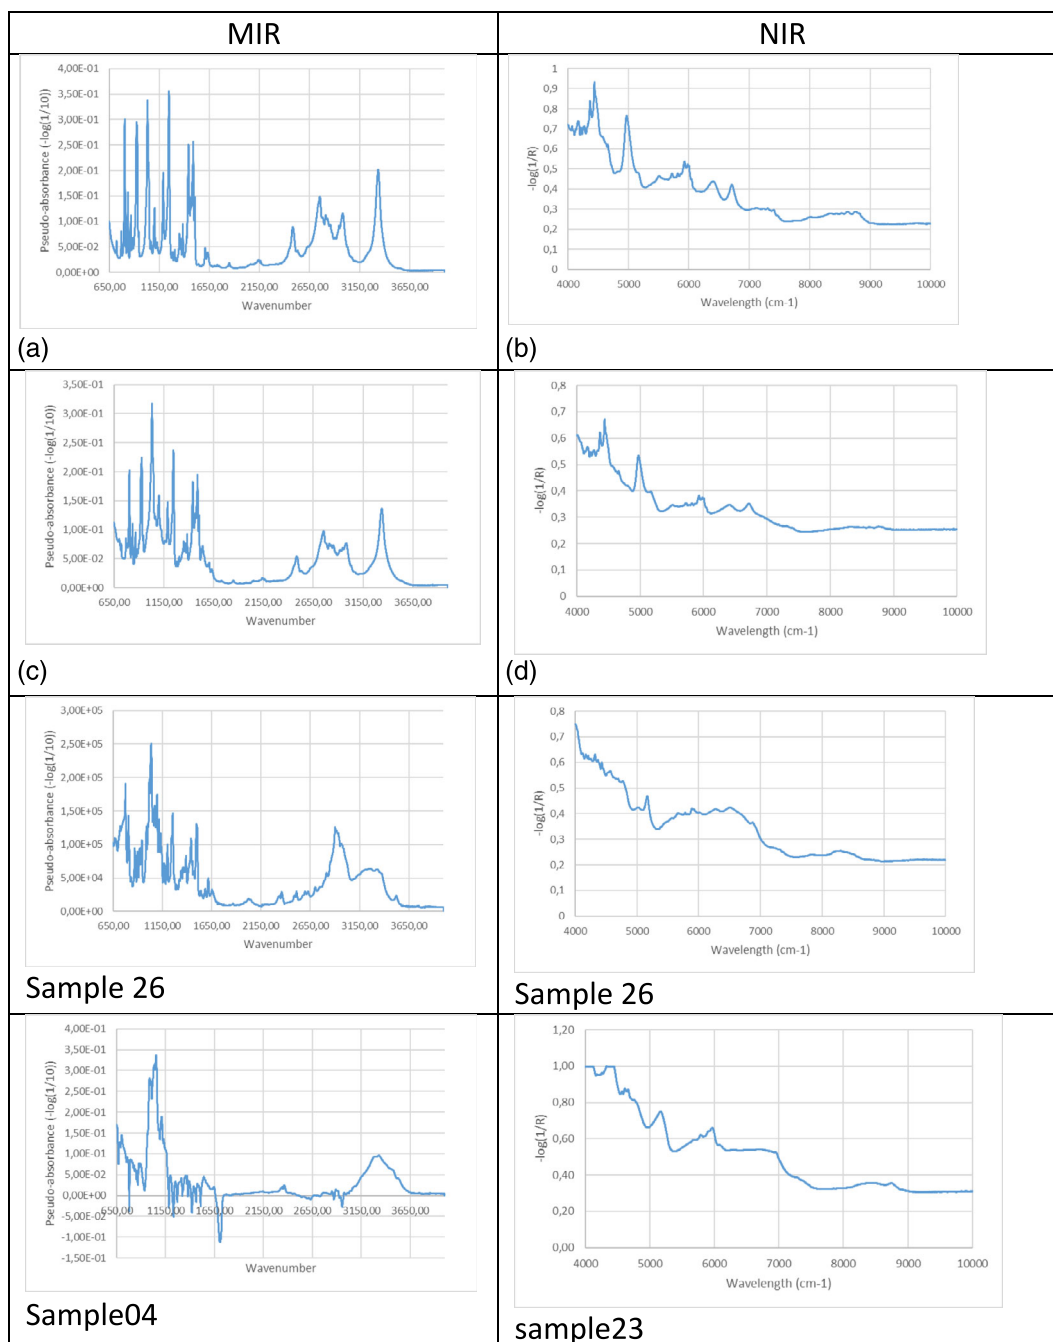 MIR
NIR
4,00E-01
3,50E-01
3,00E-01
2,50E-01
2,00E-01
1,50E-01
1,00E-01
5,00E-02
0,00E+00
Pseudo-absorbance (-log(1/10))
650,00 1150,00 1650,00 2150,00 2650,00 3150,00 3650,00
Wavenumber
(a)
1
0,9
0,8
0,7
0,6
0,5
0,4
0,3
0,2
0,1
0
-log(1/R)
4000 5000 6000 7000 8000 9000 10000
Wavelength (cm-1)
(b)
3,50E-01
3,00E-01
2,50E-01
2,00E-01
1,50E-01
1,00E-01
5,00E-02
0,00E+00
Pseudo-absorbance (-log(1/10))
650,00 1150,00 1650,00 2150,00 2650,00 3150,00 3650,00
Wavenumber
(c)
0,8
0,7
0,6
0,5
0,4
0,3
0,2
0,1
0
-log(1/R)
4000 5000 6000 7000 8000 9000 10000
Wavelength (cm-1)
(d)
3,00E+05
2,50E+05
2,00E+05
1,50E+05
1,00E+05
5,00E+04
0,00E+00
Pseudo-absorbance (-log(1/10))
650,00 1150,00 1650,00 2150,00 2650,00 3150,00 3650,00
Wavenumber
Sample 26
0,8
0,7
0,6
0,5
0,4
0,3
0,2
0,1
0
-log(1/R)
4000 5000 6000 7000 8000 9000 10000
Wavelength (cm-1)
Sample 26
4,00E-01
3,50E-01
3,00E-01
2,50E-01
2,00E-01
1,50E-01
1,00E-01
5,00E-02
0,00E+00
-5,00E-02
-1,00E-01
-1,50E-01
Pseudo-absorbance (-log(1/10))
650,00 1150,00 1650,00 2150,00 2650,00 3150,00 3650,00
Wavenumber
Sample04
1,20
1,00
0,80
0,60
0,40
0,20
0,00
-log(1/R)
4000 5000 6000 7000 8000 9000 10000
Wavelength (cm-1)
sample23